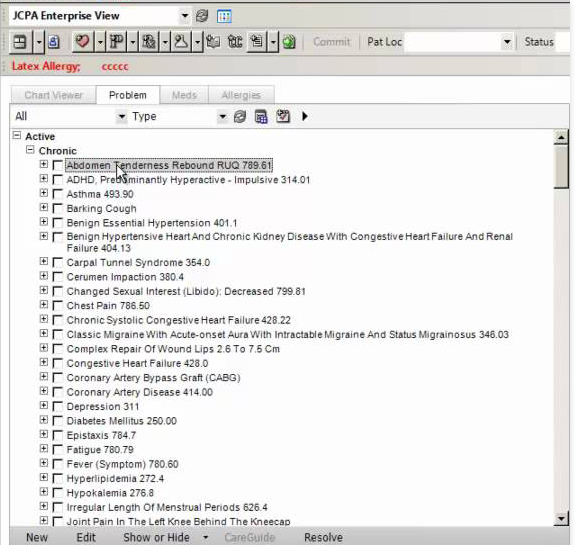 JCPA Enterprise View
Commit Pat Loc Status
Latex Allergy; ccccc
Chart Viewer Problem Meds Allergies
All Type
Active
Chronic
Abdomen Tenderness Rebound RUQ 789.61
ADHD, Predominantly Hyperactive - Impulsive 314.01
Asthma 493.90
Barking Cough
Benign Essential Hypertension 401.1
Benign Hypertensive Heart And Chronic Kidney Disease With Congestive Heart Failure And Renal
Failure 404.13
Carpal Tunnel Syndrome 354.0
Cerumen Impaction 380.4
Changed Sexual Interest (Libido): Decreased 799.81
Chest Pain 786.50
Chronic Systolic Congestive Heart Failure 428.22
Classic Migraine With Acute-onset Aura With Intractable Migraine And Status Migrainosus 346.03
Complex Repair Of Wound Lips 2.6 To 7.5 Cm
Congestive Heart Failure 428.0
Coronary Artery Bypass Graft (CABG)
Coronary Artery Disease 414.00
Depression 311
Diabetes Mellitus 250.00
Epistaxis 784.7
Fatigue 780.79
Fever (Symptom) 780.60
Hyperlipidemia 272.4
Hypokalemia 276.8
Irregular Length Of Menstrual Periods 626.4
Joint Pain In The Left Knee Behind The Kneecap
New Edit Show or Hide CareGuide Resolve